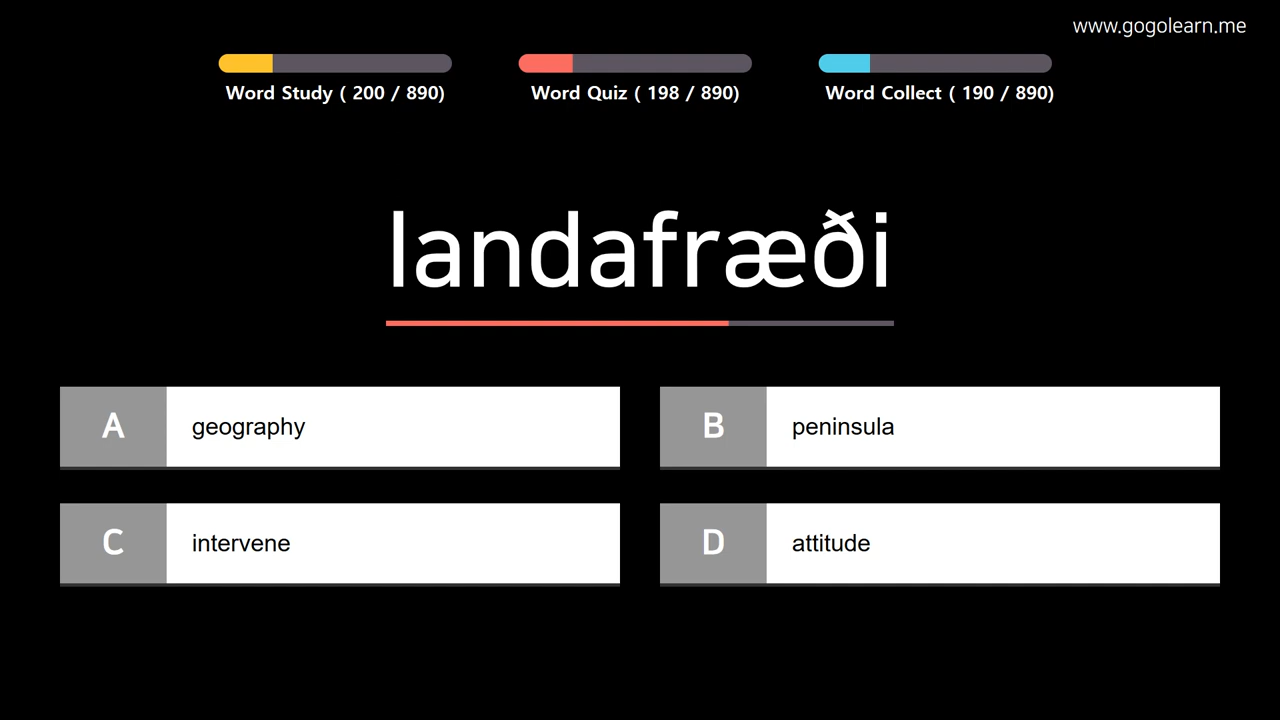 www.gogolearn.me
Word Study ( 200 / 890)
Word Quiz ( 198 / 890)
Word Collect ( 190 / 890)
landafræði
A geography
B peninsula
C intervene
D attitude